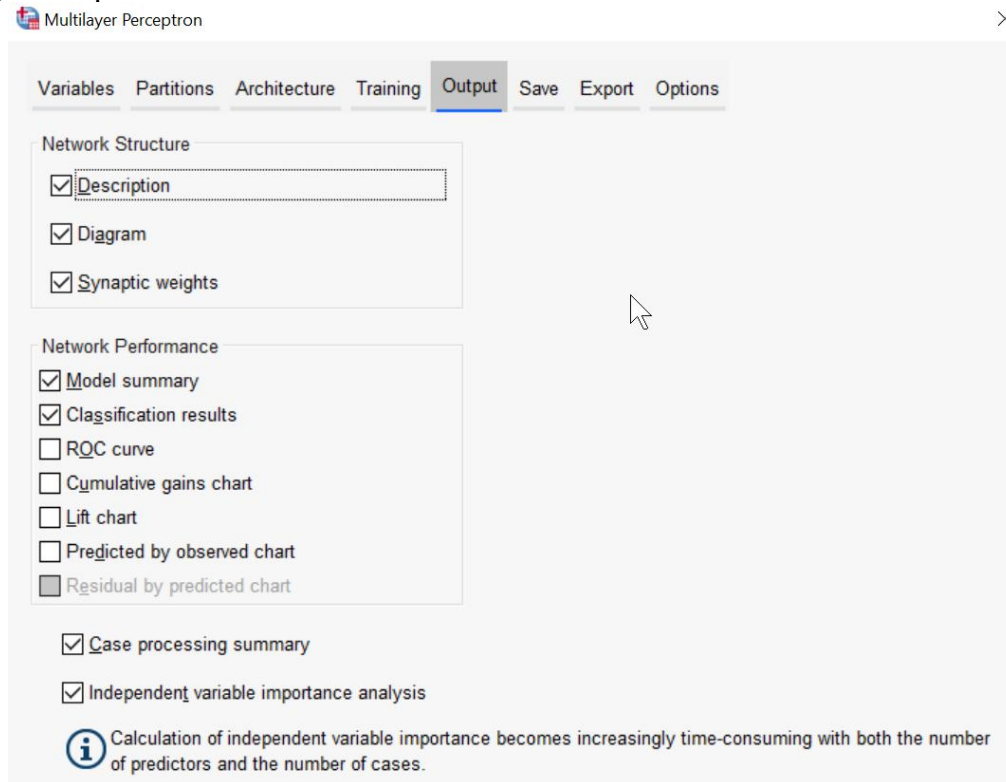 Multilayer Perceptron
Variables Partitions Architecture Training Output Save Export Options
Network Structure
Description
Diagram
Synaptic weights
Network Performance
Model summary
Classification results
ROC curve
Cumulative gains chart
Lift chart
Predicted by observed chart
Residual by predicted chart
Case processing summary
Independent variable importance analysis
Calculation of independent variable importance becomes increasingly time-consuming with both the number
of predictors and the number of cases.